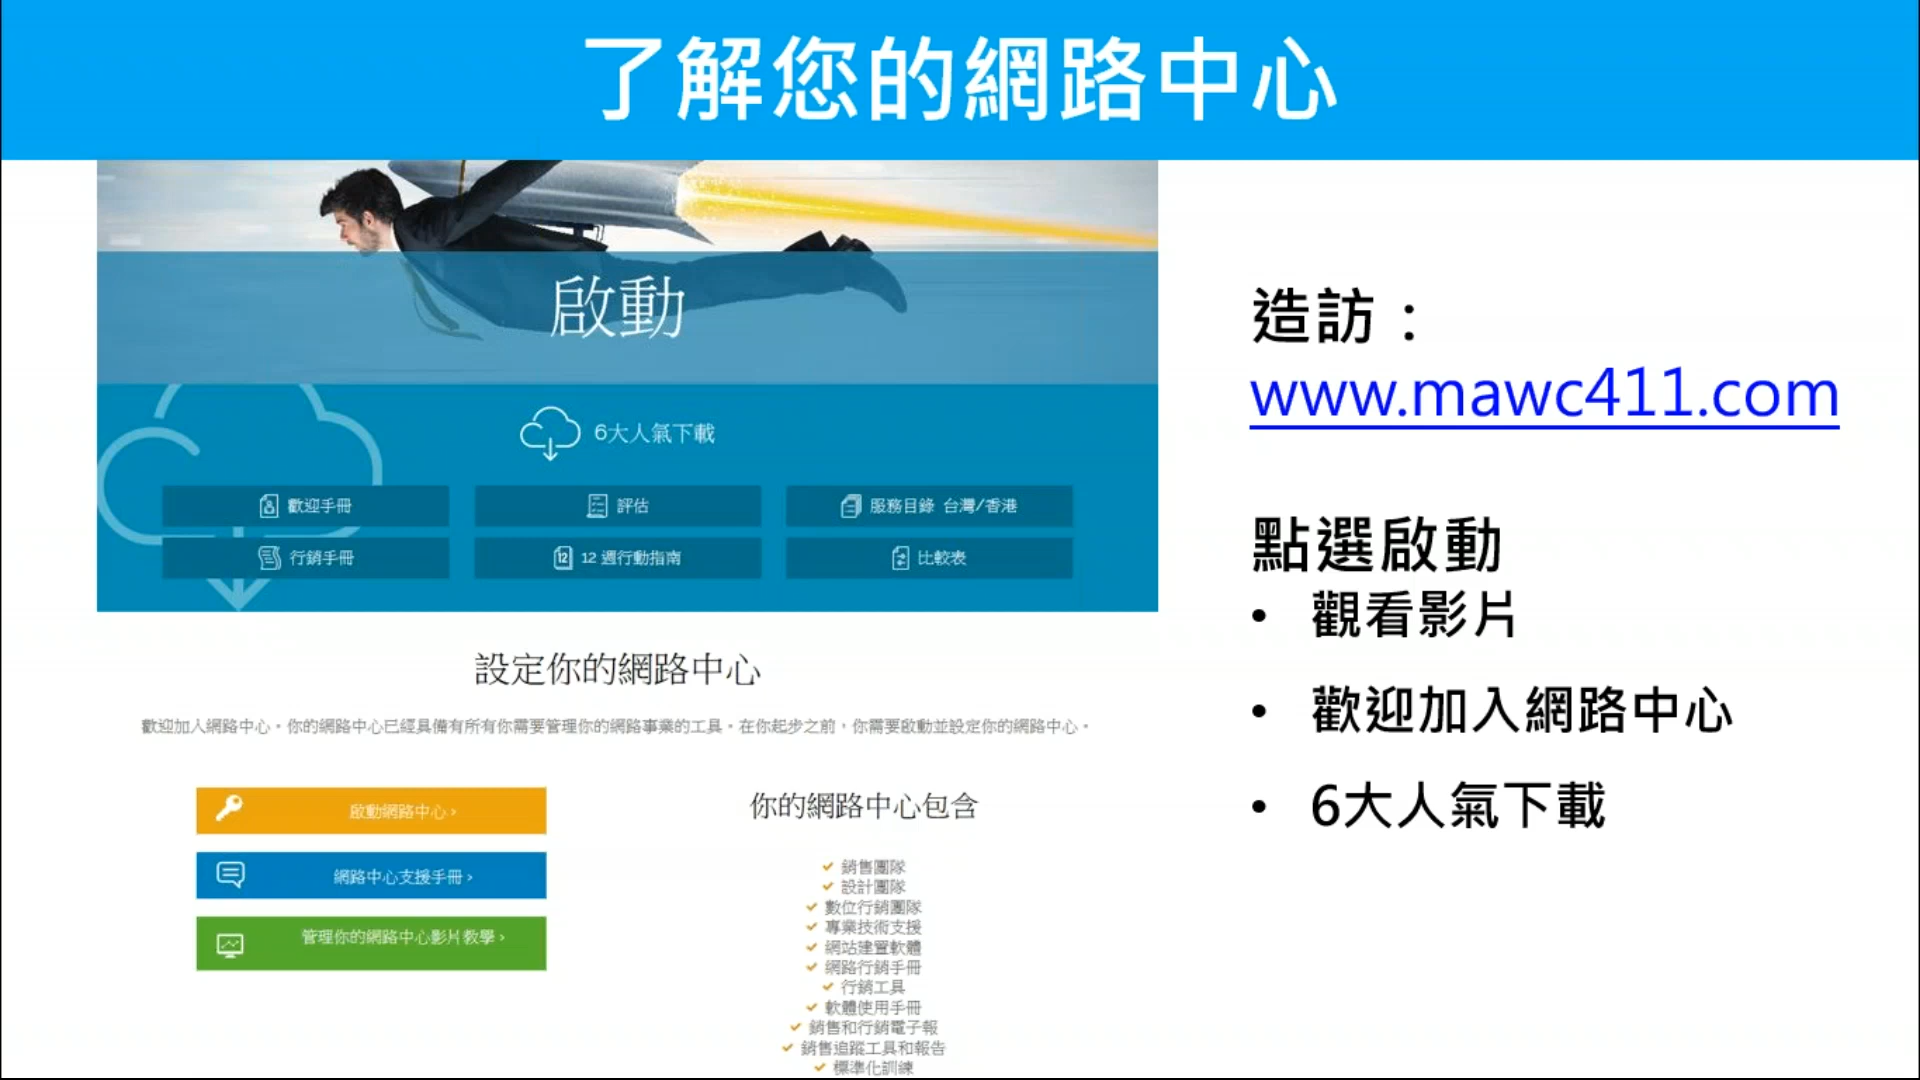 了解您的網路中心
啟動
6大人氣下載
歡迎手冊
評估
服務目錄 台灣/香港
行銷手冊
12
12 週行動指南
比較表
設定你的網路中心
歡迎加入網路中心。你的網路中心已經具備有所有你需要管理你的網路事業的工具。在你起步之前，你需要啟動並設定你的網路中心。
啟動網路中心 ›
網路中心支援手冊 ›
管理你的網路中心影片教學 ›
你的網路中心包含
銷售團隊
設計團隊
數位行銷團隊
專業技術支援
網站建置軟體
網路行銷手冊
行銷工具
軟體使用手冊
銷售和行銷電子報
銷售追蹤工具和報告
標準化訓練
造訪：
www.mawc411.com
點選啟動
• 觀看影片
• 歡迎加入網路中心
• 6大人氣下載